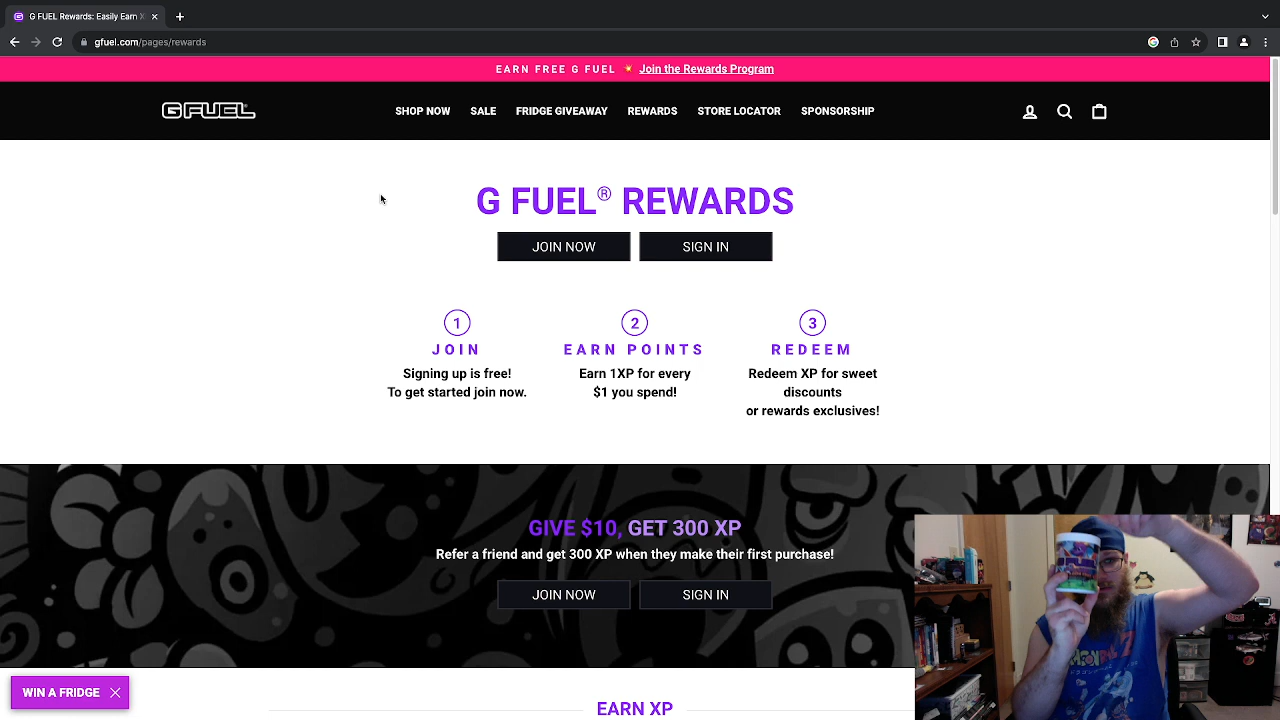 G FUEL Rewards: Easily Earn X
gfuel.com/pages/rewards
EARN FREE G FUEL 💥 Join the Rewards Program
GFUEL
SHOP NOW SALE FRIDGE GIVEAWAY REWARDS STORE LOCATOR SPONSORSHIP
G FUEL® REWARDS
JOIN NOW SIGN IN
1 2 3
JOIN EARN POINTS REDEEM
Signing up is free!
To get started join now.
Earn 1XP for every
$1 you spend!
Redeem XP for sweet
discounts
or rewards exclusives!
GIVE $10, GET 300 XP
Refer a friend and get 300 XP when they make their first purchase!
JOIN NOW SIGN IN
WIN A FRIDGE
EARN XP